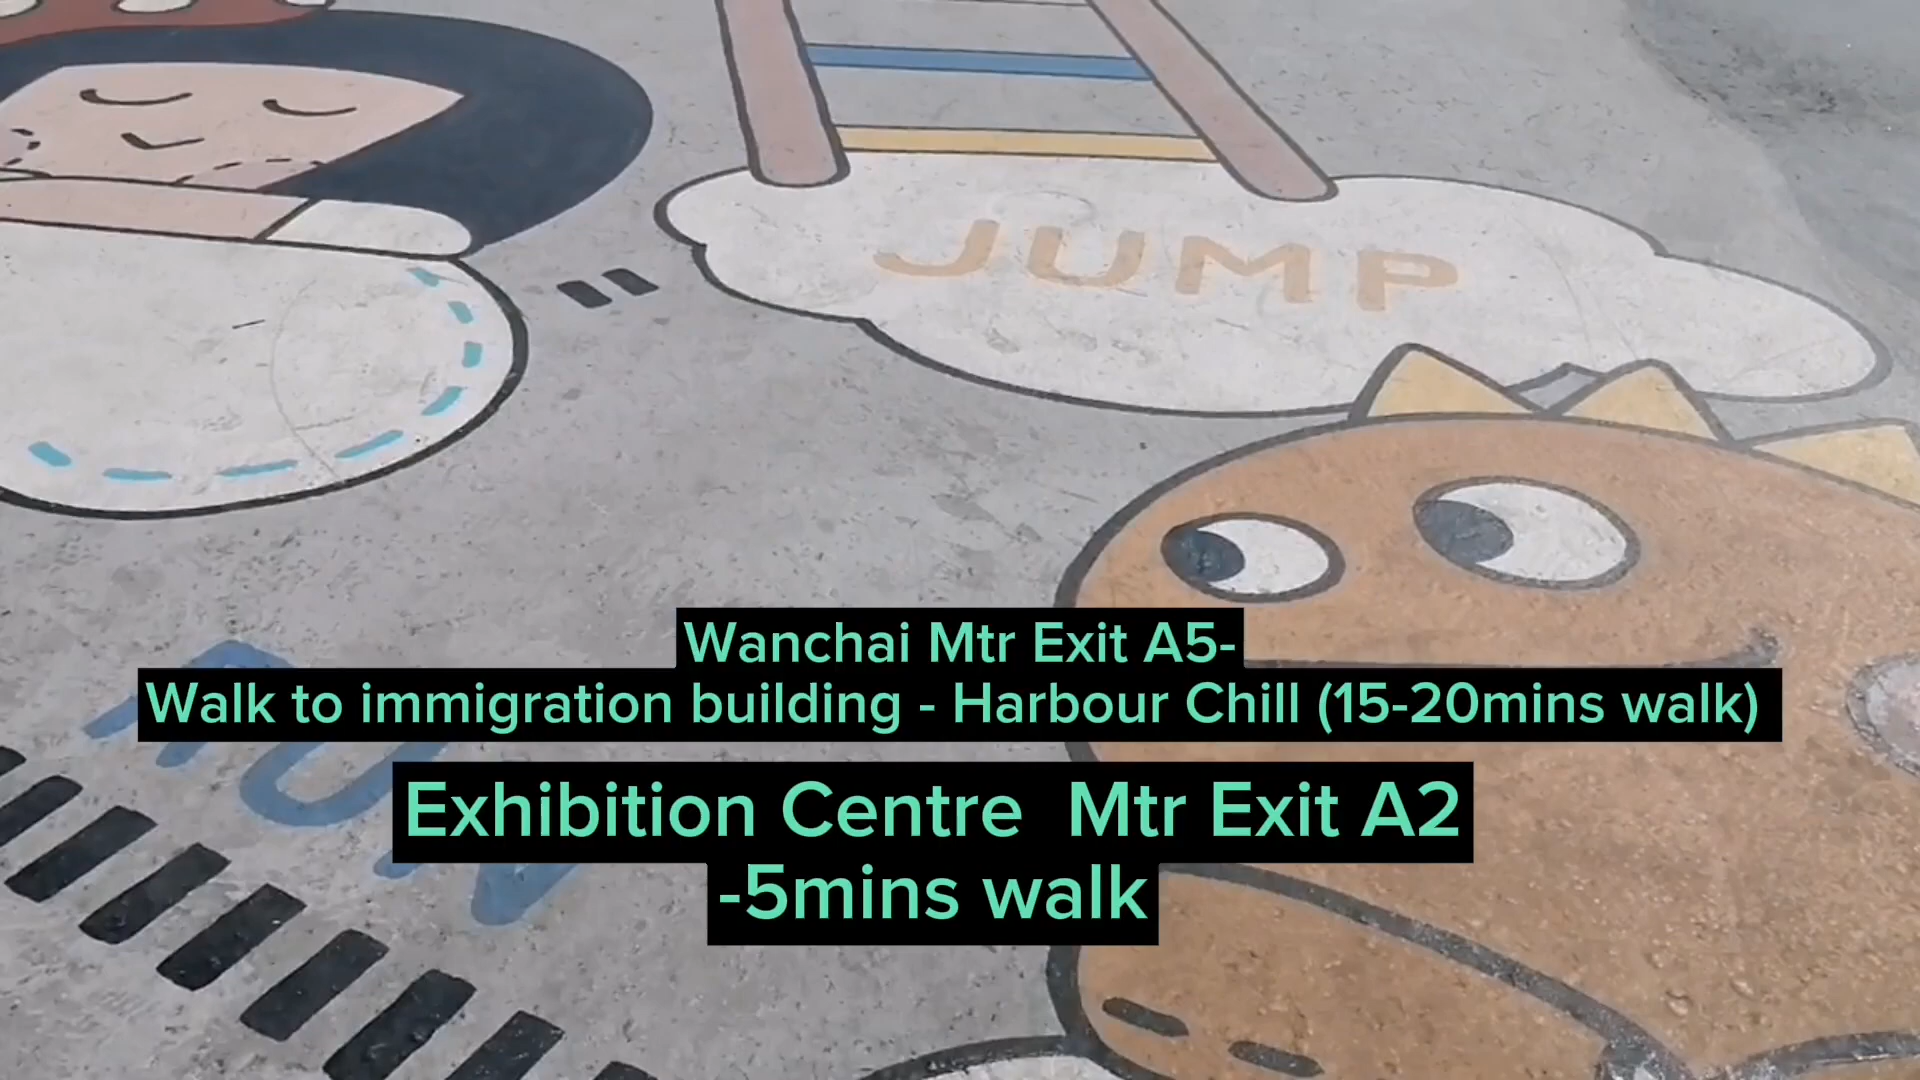 JUMP
RUN
Wanchai Mtr Exit A5-
Walk to immigration building - Harbour Chill (15-20mins walk)
Exhibition Centre  Mtr Exit A2
-5mins walk